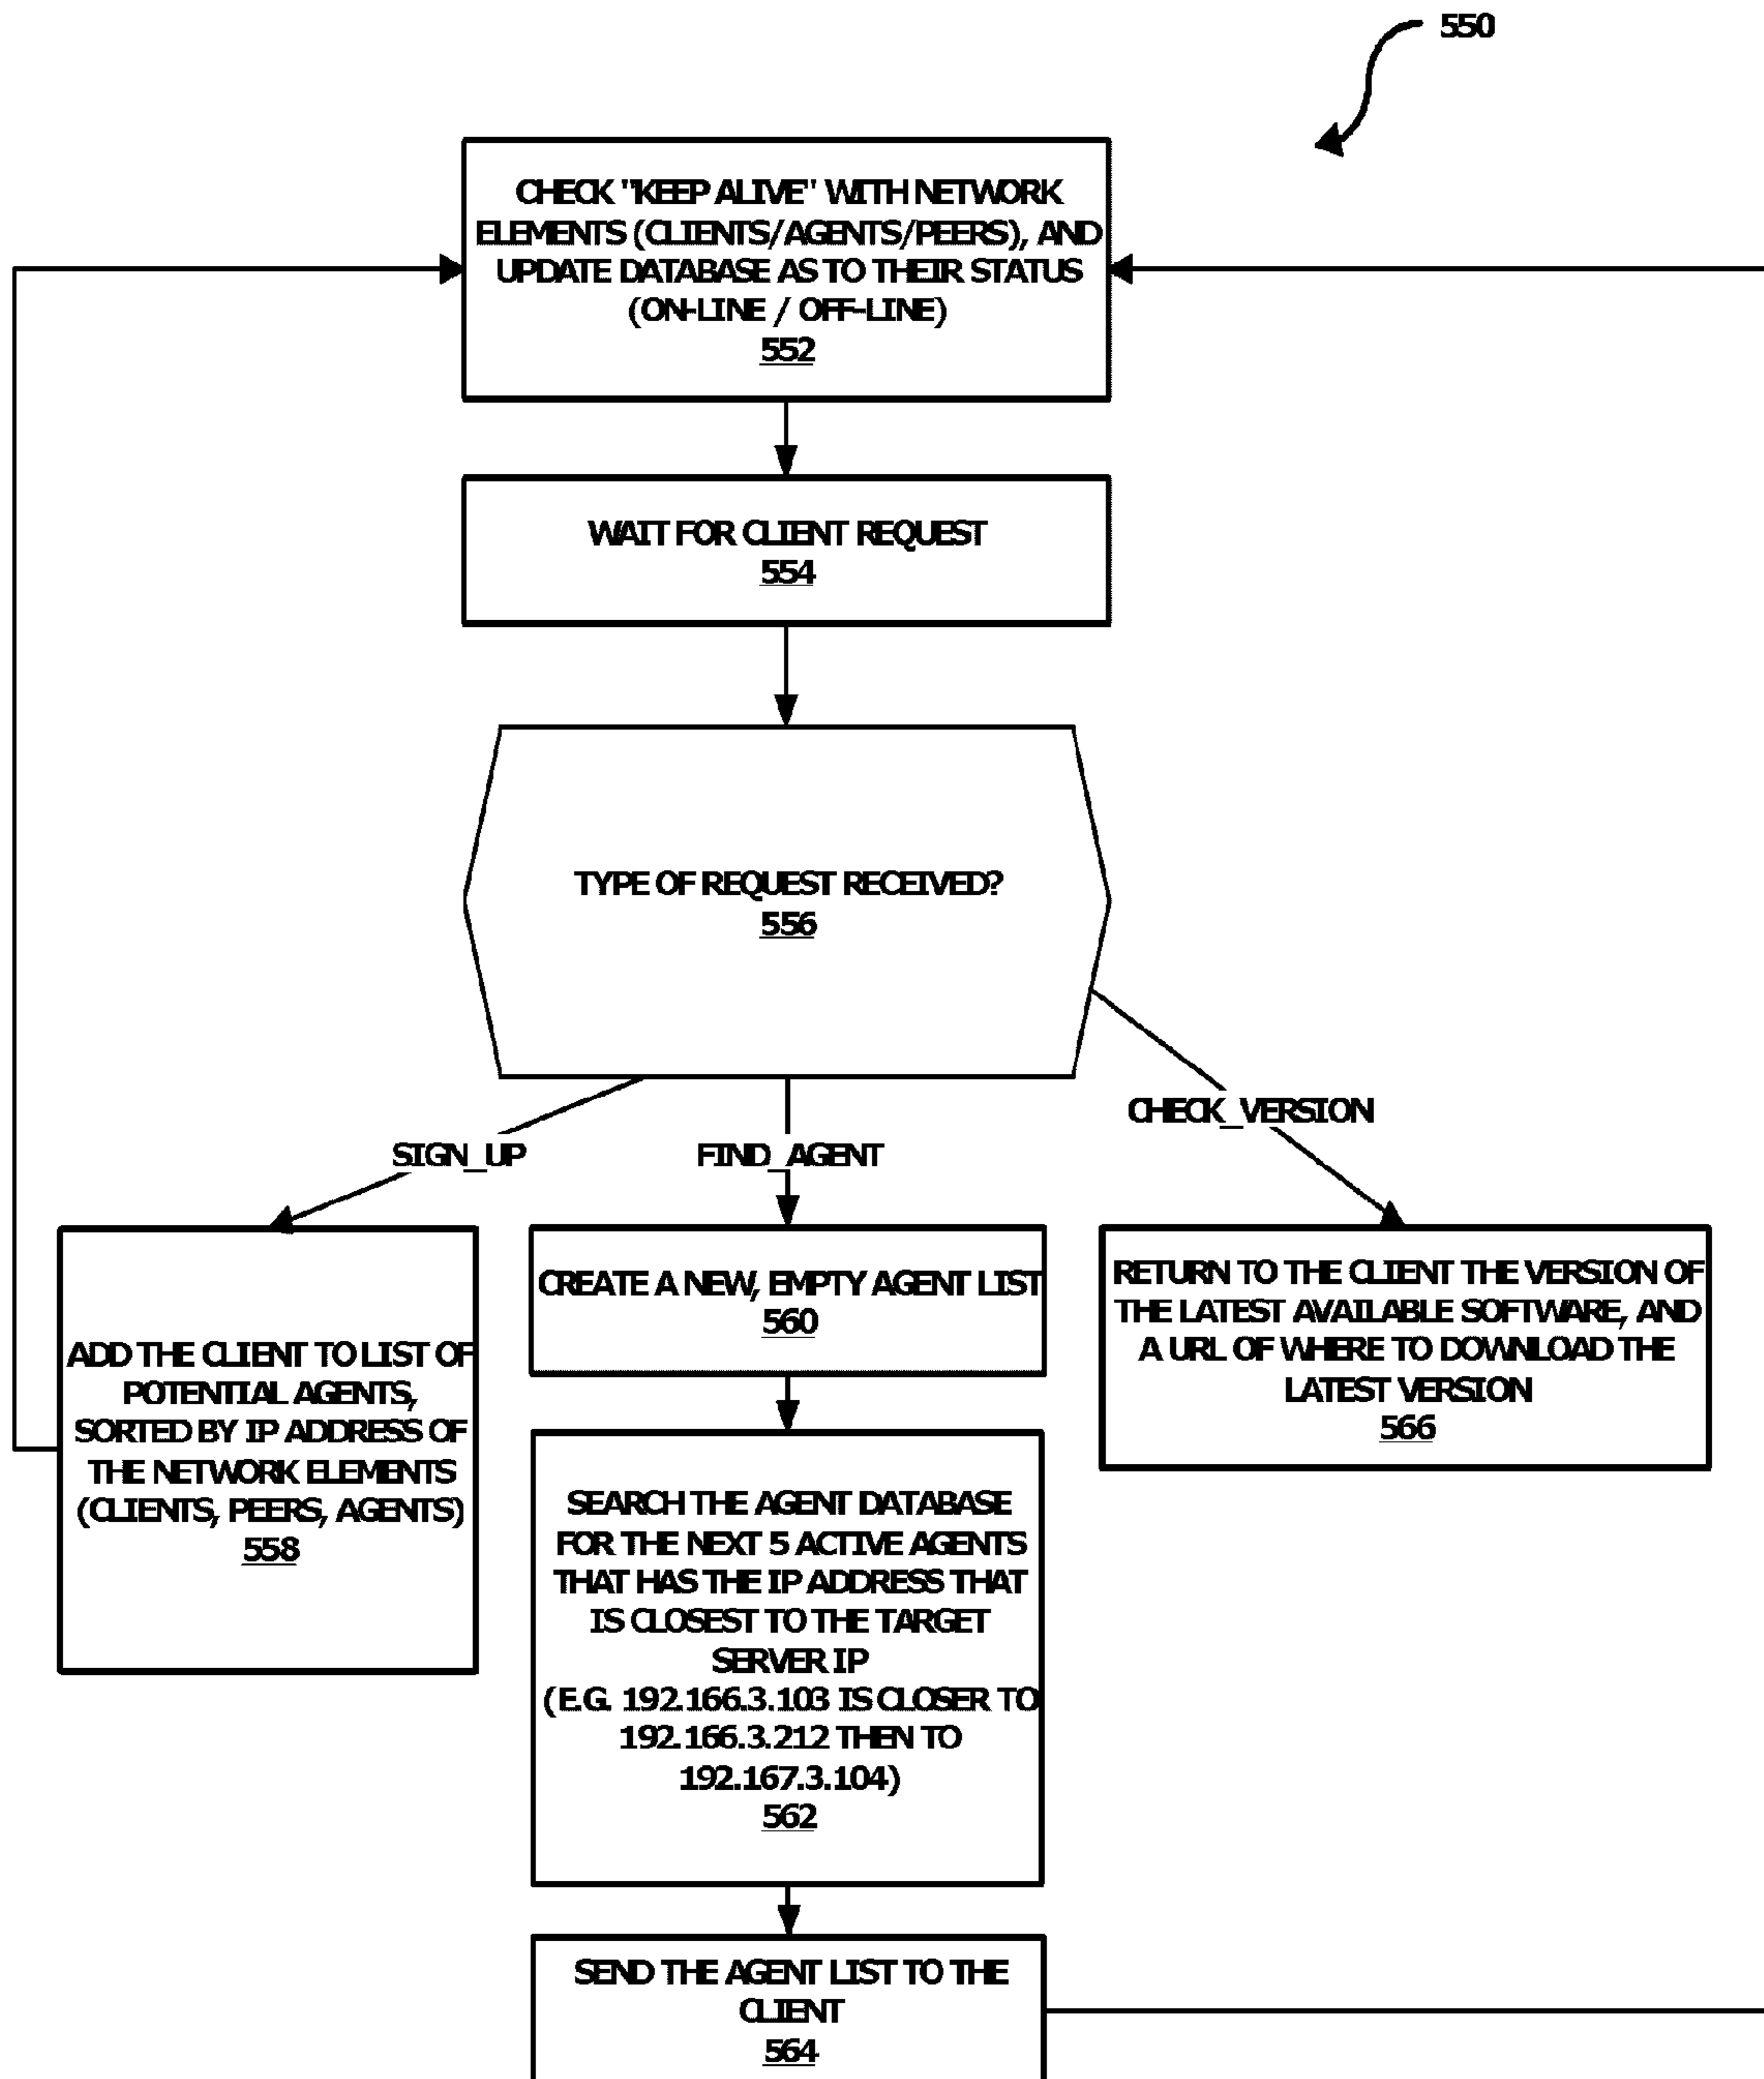 550
CHECK "KEEP ALIVE" WITH NETWORK
ELEMENTS (CLIENTS/AGENTS/PEERS), AND
UPDATE DATABASE AS TO THEIR STATUS
(ON-LINE / OFF-LINE)
552
WAIT FOR CLIENT REQUEST
554
TYPE OF REQUEST RECEIVED?
556
CHECK_VERSION
SIGN_UP
FIND_AGENT
ADD THE CLIENT TO LIST OF
POTENTIAL AGENTS,
SORTED BY IP ADDRESS OF
THE NETWORK ELEMENTS
(CLIENTS, PEERS, AGENTS)
558
CREATE A NEW, EMPTY AGENT LIST
560
RETURN TO THE CLIENT THE VERSION OF
THE LATEST AVAILABLE SOFTWARE, AND
A URL OF WHERE TO DOWNLOAD THE
LATEST VERSION
566
SEARCH THE AGENT DATABASE
FOR THE NEXT 5 ACTIVE AGENTS
THAT HAS THE IP ADDRESS THAT
IS CLOSEST TO THE TARGET
SERVER IP
(E.G. 192.166.3.103 IS CLOSER TO
192.166.3.212 THEN TO
192.167.3.104)
562
SEND THE AGENT LIST TO THE
CLIENT
564